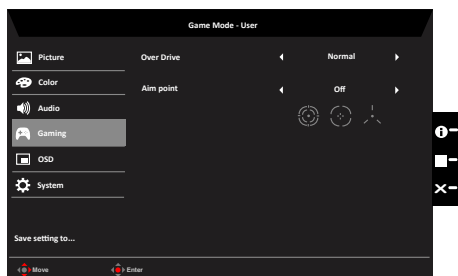 Game Mode - User
Picture
Over Drive Normal
Color
Aim point Off
Audio
Gaming
OSD
System
Save setting to...
Move Enter